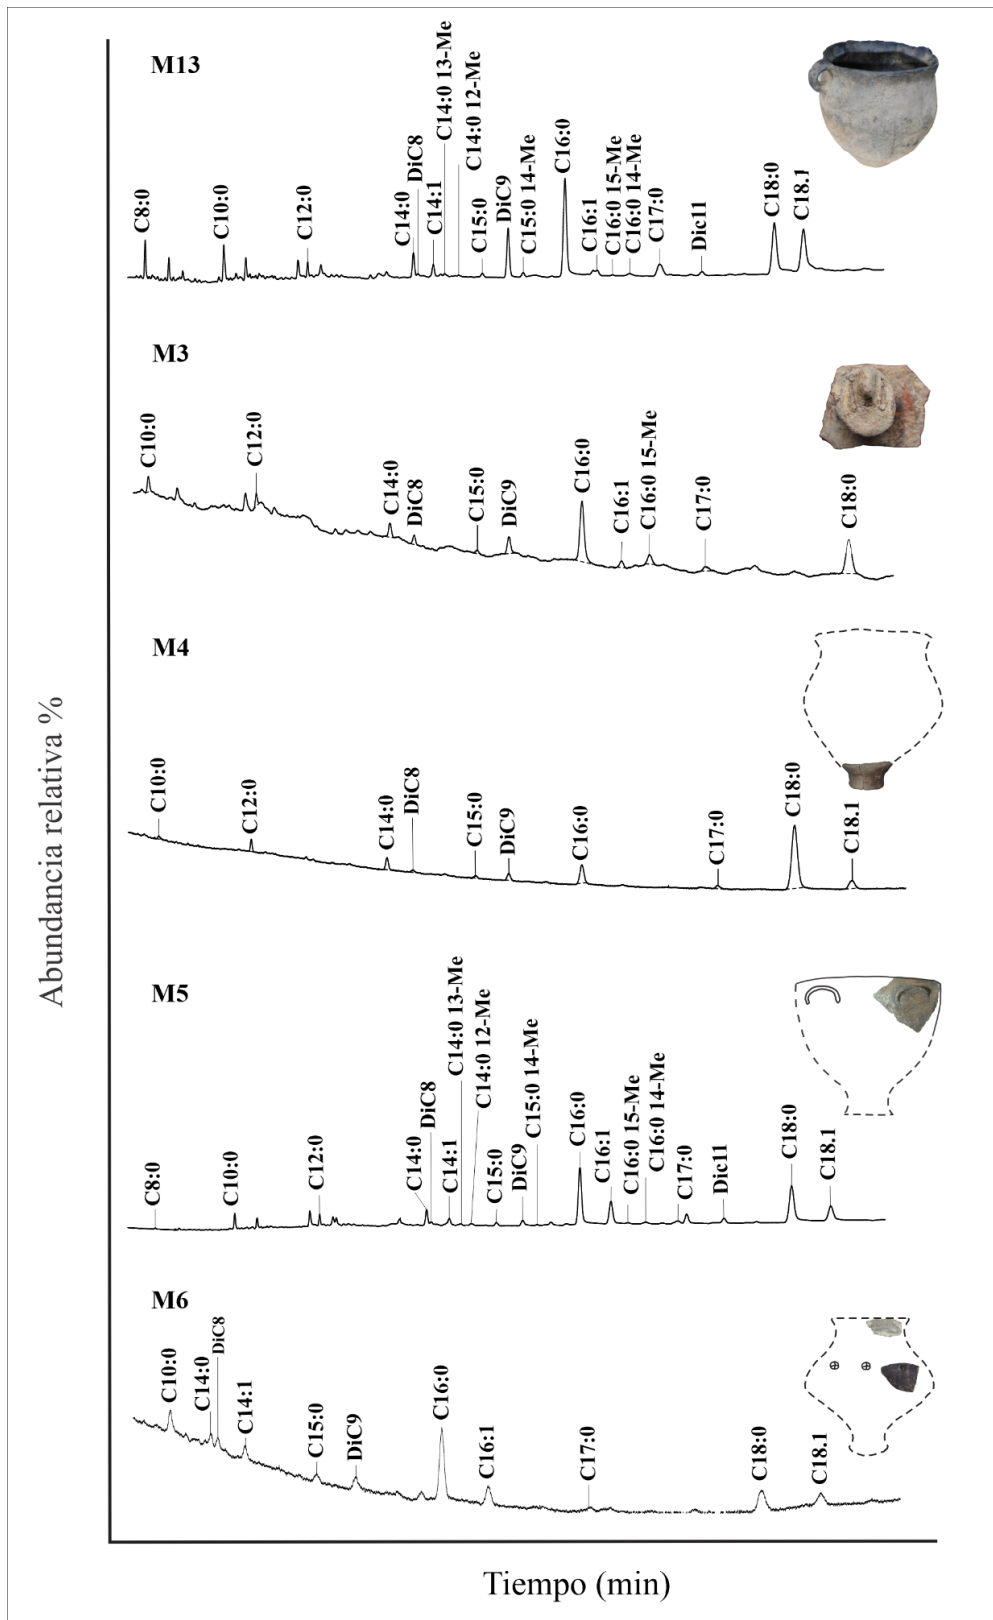 Abundancia relativa %
M13
C8:0
C10:0
C12:0
C14:0
DiC8
C14:1
C14:0 13-Me
C14:0 12-Me
C15:0
DiC9
C15:0 14-Me
C16:0
C16:1
C16:0 15-Me
C16:0 14-Me
C17:0
Dic11
C18:0
C18.1
M3
C10:0
C12:0
C14:0
DiC8
C15:0
DiC9
C16:0
C16:1
C16:0 15-Me
C17:0
C18:0
M4
C10:0
C12:0
C14:0
DiC8
C15:0
DiC9
C16:0
C17:0
C18:0
C18.1
M5
C8:0
C10:0
C12:0
C14:0
DiC8
C14:1
C14:0 13-Me
C14:0 12-Me
C15:0
DiC9
C15:0 14-Me
C16:0
C16:1
C16:0 15-Me
C16:0 14-Me
C17:0
Dic11
C18:0
C18.1
M6
C10:0
C14:0
DiC8
C14:1
C15:0
DiC9
C16:0
C16:1
C17:0
C18:0
C18.1
Tiempo (min)